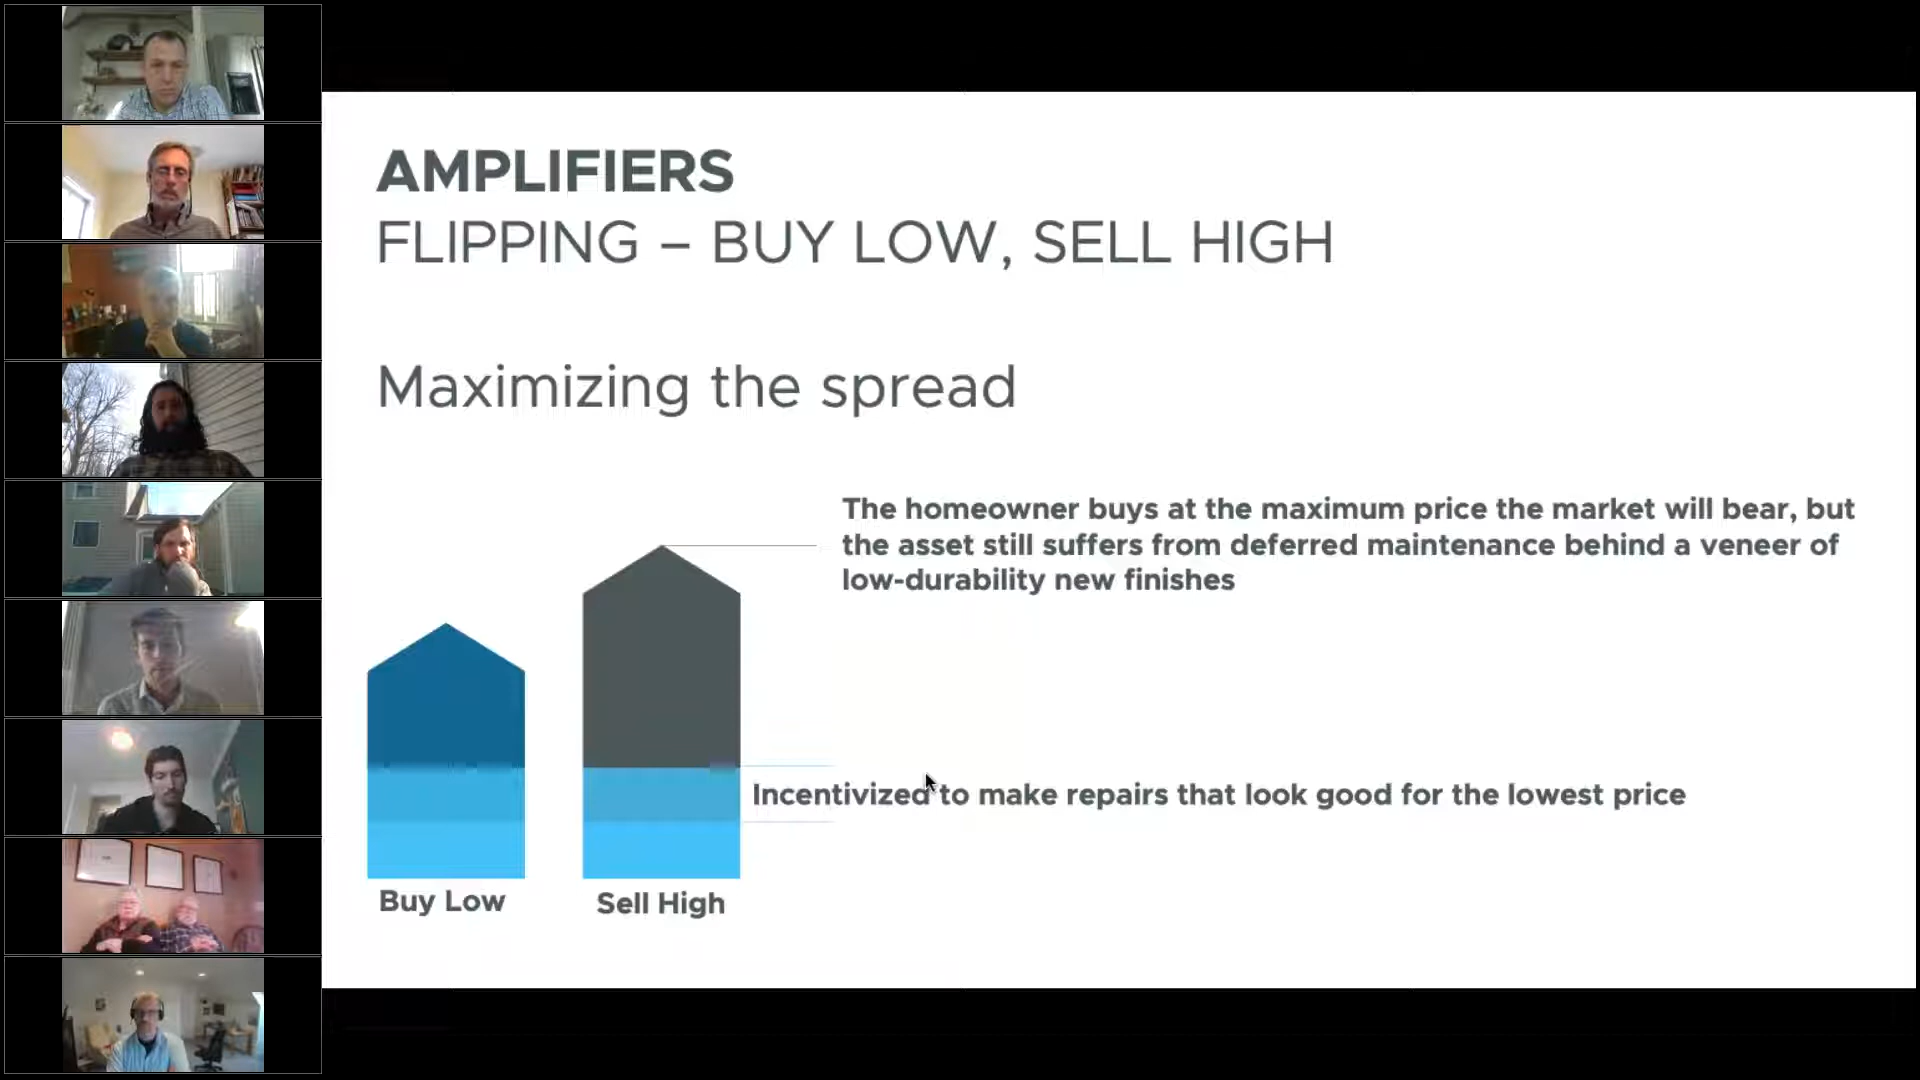 AMPLIFIERS
FLIPPING – BUY LOW, SELL HIGH
Maximizing the spread
The homeowner buys at the maximum price the market will bear, but
the asset still suffers from deferred maintenance behind a veneer of
low-durability new finishes
Incentivized to make repairs that look good for the lowest price
Buy Low
Sell High